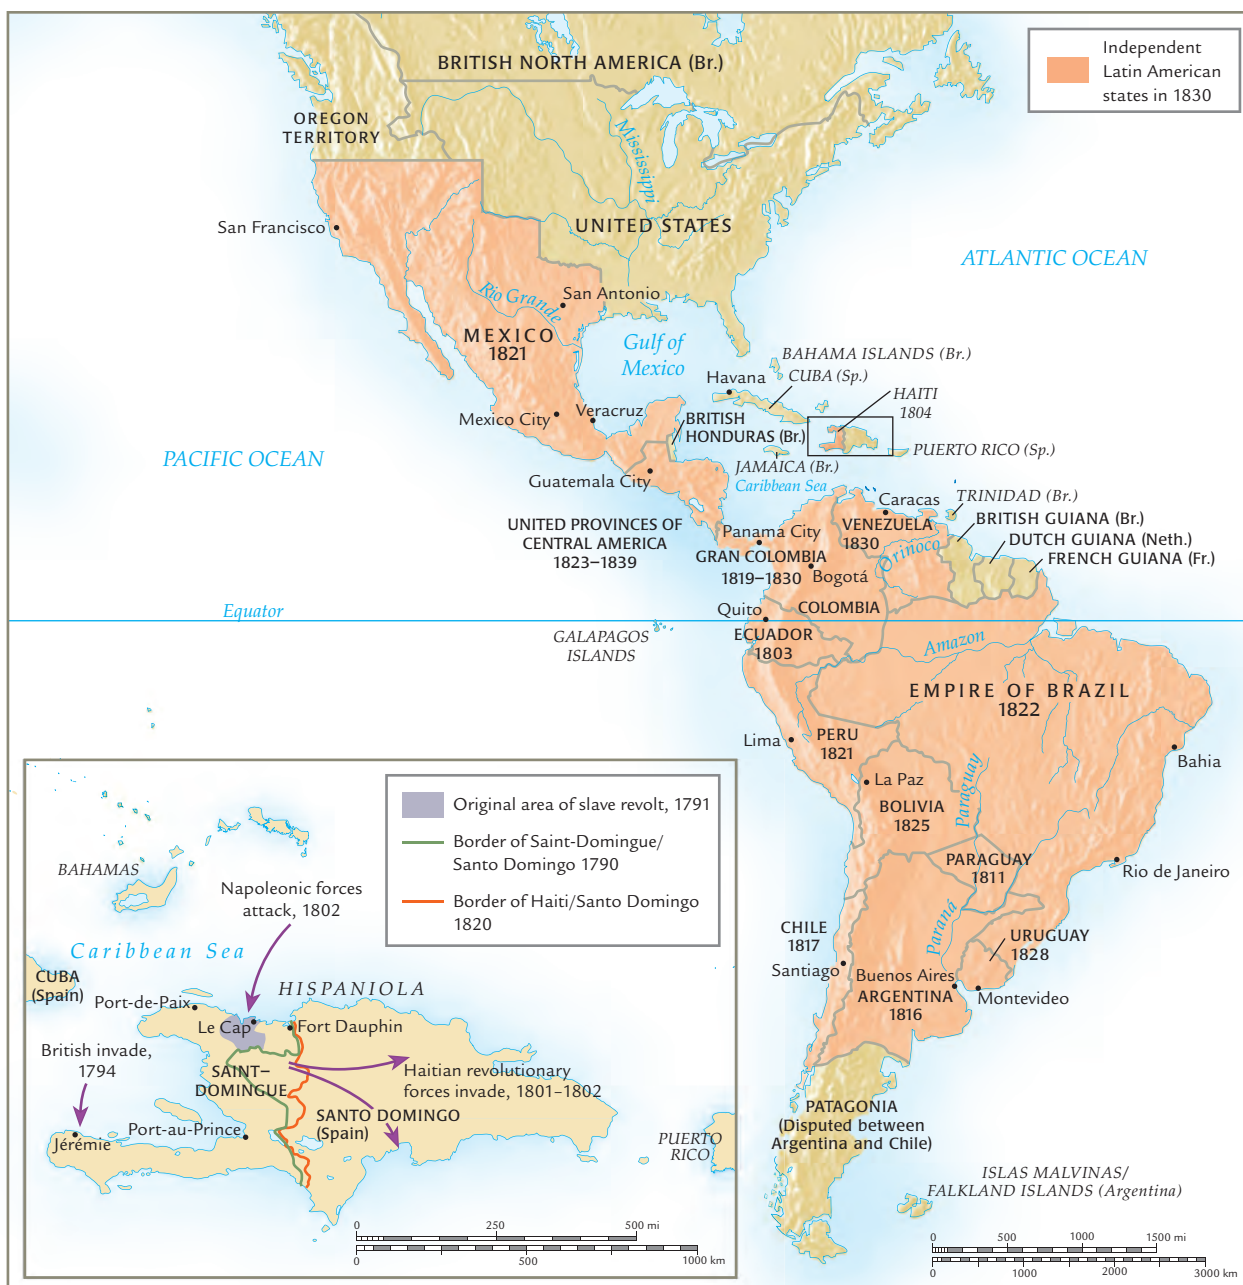 Independent
Latin American
states in 1830
BRITISH NORTH AMERICA (Br.)
OREGON
TERRITORY
Mississippi
UNITED STATES
San Francisco
ATLANTIC OCEAN
Rio Grande
San Antonio
MEXICO
1821
Gulf of
Mexico
BAHAMA ISLANDS (Br.)
Havana
CUBA (Sp.)
HAITI
1804
Mexico City
Veracruz
BRITISH
HONDURAS (Br.)
PUERTO RICO (Sp.)
PACIFIC OCEAN
JAMAICA (Br.)
Caribbean Sea
Guatemala City
Caracas
TRINIDAD (Br.)
UNITED PROVINCES OF
CENTRAL AMERICA
1823–1839
Panama City
VENEZUELA
1830
BRITISH GUIANA (Br.)
DUTCH GUIANA (Neth.)
FRENCH GUIANA (Fr.)
Orinoco
GRAN COLOMBIA
1819–1830
Bogotá
Equator
Quito
COLOMBIA
GALAPAGOS
ISLANDS
ECUADOR
1803
Amazon
EMPIRE OF BRAZIL
1822
Lima
PERU
1821
Bahia
La Paz
BOLIVIA
1825
Paraguay
PARAGUAY
1811
Rio de Janeiro
CHILE
1817
Paraná
URUGUAY
1828
Santiago
Buenos Aires
ARGENTINA
1816
Montevideo
PATAGONIA
(Disputed between
Argentina and Chile)
ISLAS MALVINAS/
FALKLAND ISLANDS (Argentina)
0 500 1000 1500 mi
0 1000 2000 3000 km
Original area of slave revolt, 1791
Border of Saint-Domingue/
Santo Domingo 1790
Border of Haiti/Santo Domingo
1820
BAHAMAS
Napoleonic forces
attack, 1802
Caribbean Sea
CUBA
(Spain)
HISPANIOLA
Port-de-Paix
Le Cap
Fort Dauphin
British invade,
1794
SAINT–
DOMINGUE
Haitian revolutionary
forces invade, 1801–1802
SANTO DOMINGO
(Spain)
Port-au-Prince
Jérémie
PUERTO
RICO
0 250 500 mi
0 500 1000 km